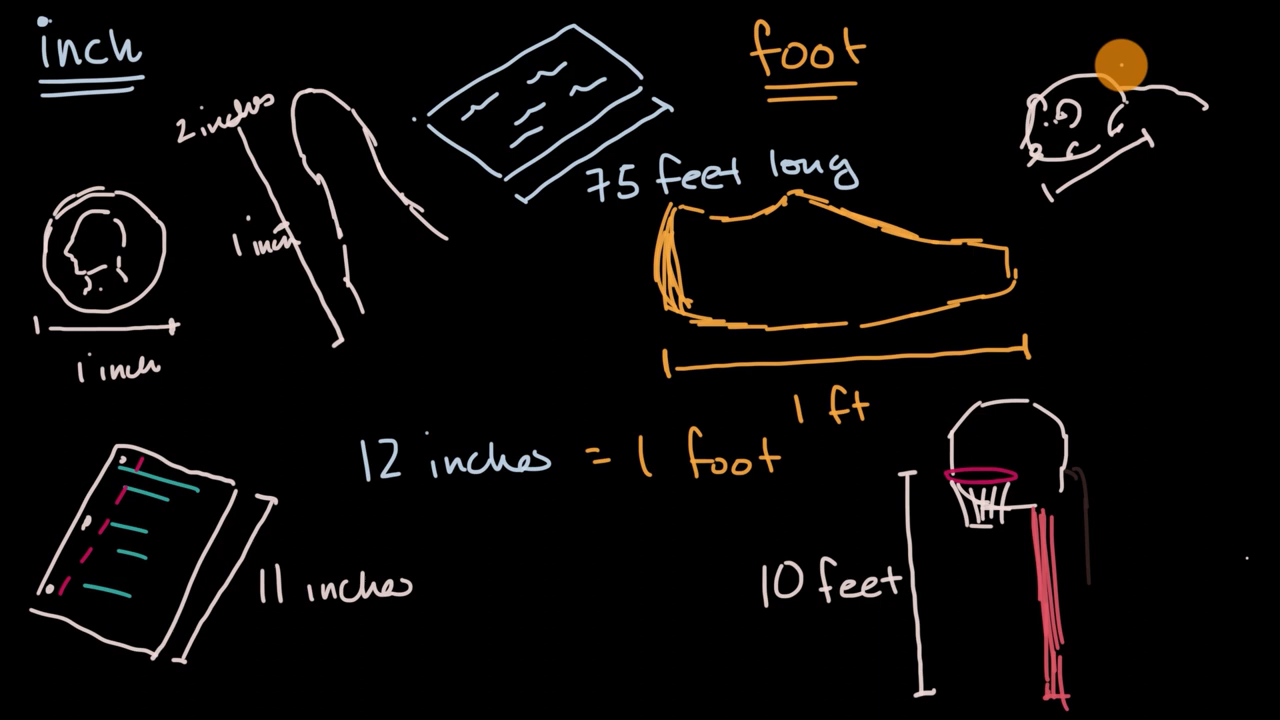 inch
foot
2 inches
75 feet long
1 inch
1 inch
1 ft
12 inches = 1 foot
11 inches
10 feet